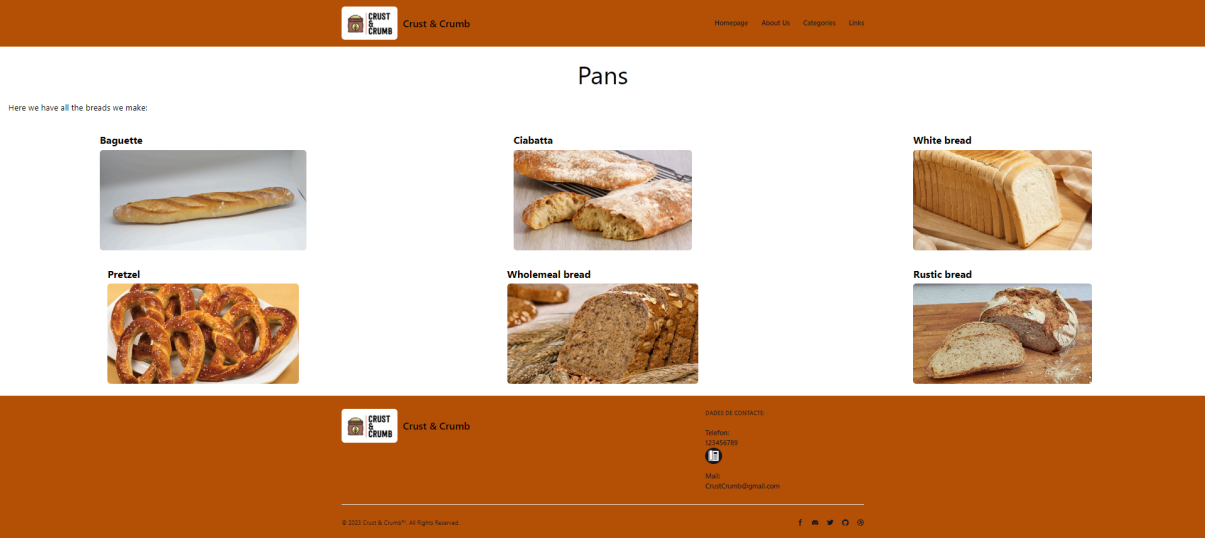 CRUST
&
CRUMB
Crust & Crumb
Homepage About Us Categories Links
Pans
Here we have all the breads we make:
Baguette
Ciabatta
White bread
Pretzel
Wholemeal bread
Rustic bread
CRUST
&
CRUMB
Crust & Crumb
DADES DE CONTACTE:
Telefon:
123456789
Mail:
CrustCrumb@gmail.com
© 2023 Crust & Crumb™. All Rights Reserved.